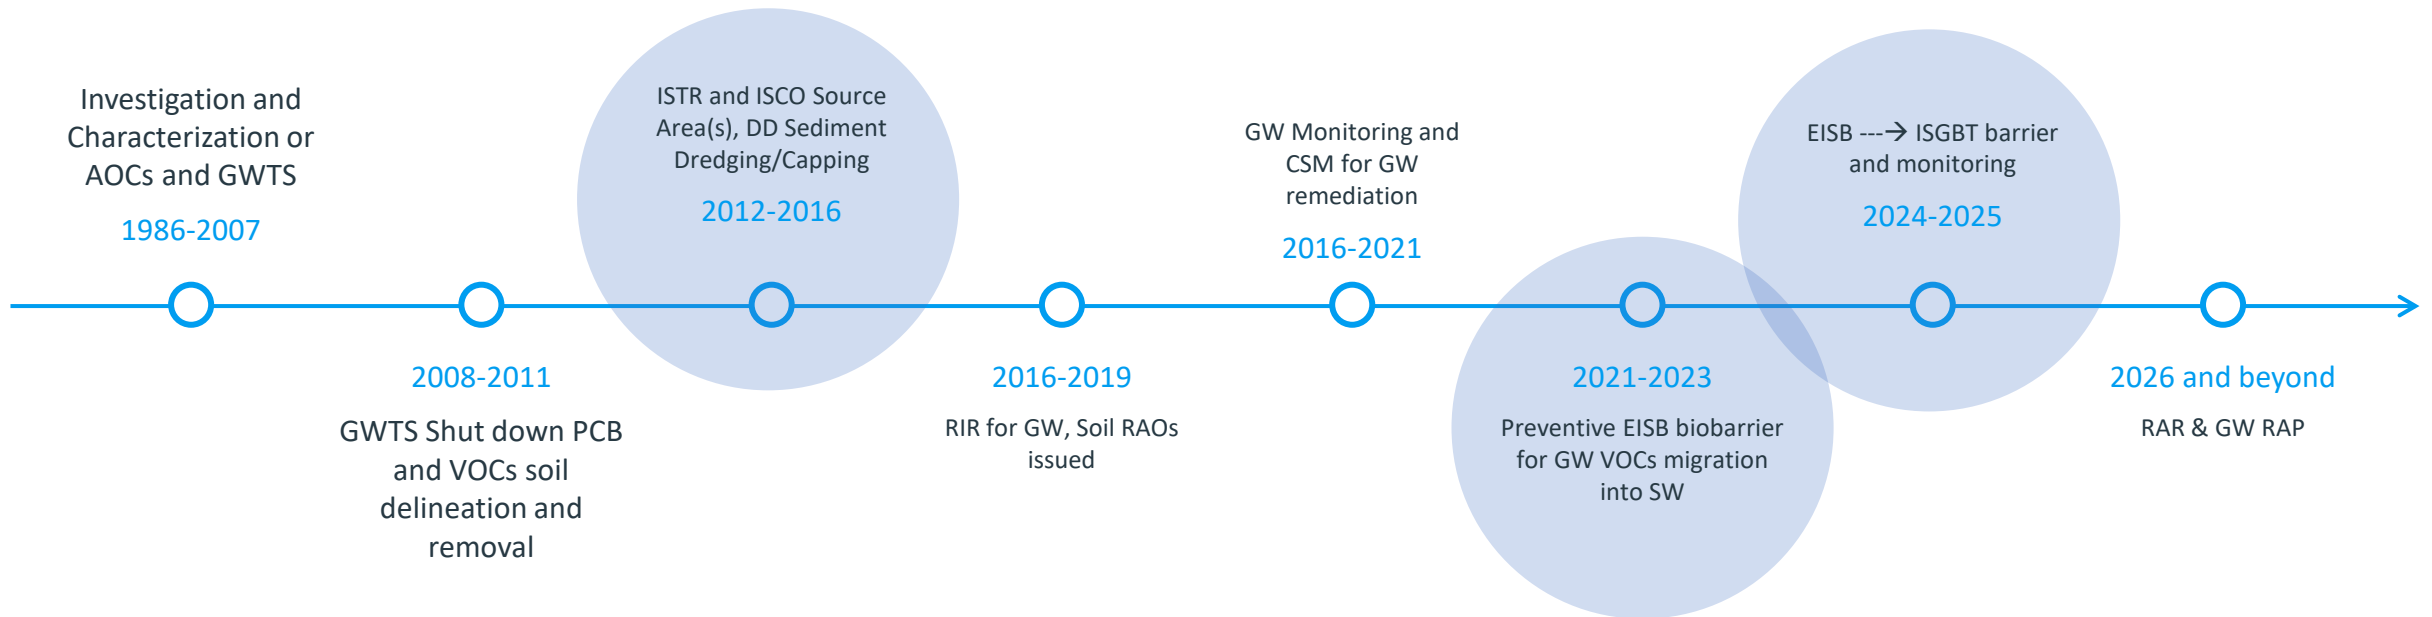 Investigation and
Characterization or
AOCs and GWTS
1986-2007
2008-2011
GWTS Shut down PCB
and VOCs soil
delineation and
removal
ISTR and ISCO Source
Area(s), DD Sediment
Dredging/Capping
2012-2016
2016-2019
RIR for GW, Soil RAOs
issued
GW Monitoring and
CSM for GW
remediation
2016-2021
2021-2023
Preventive EISB biobarrier
for GW VOCs migration
into SW
EISB ---→ ISGBT barrier
and monitoring
2024-2025
2026 and beyond
RAR & GW RAP